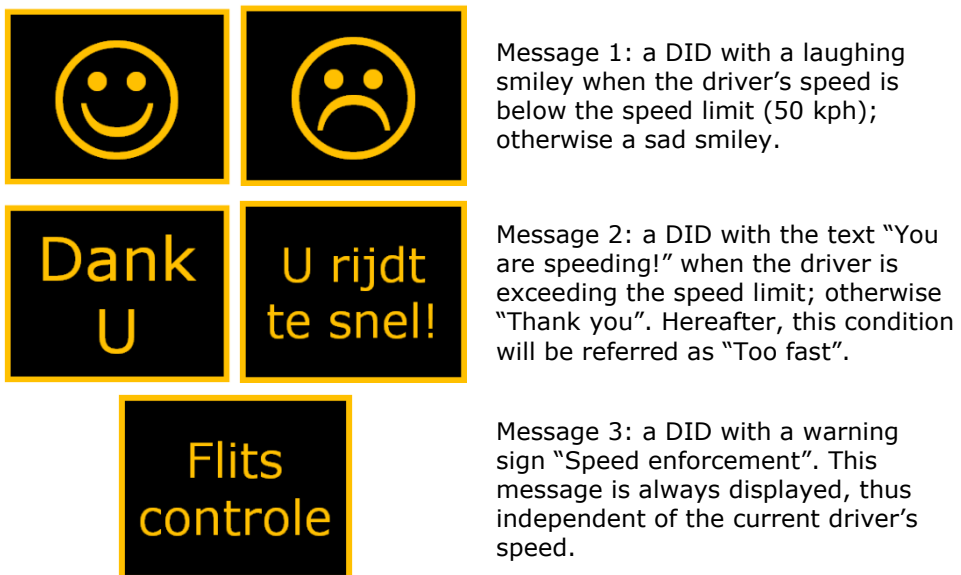 Message 1: a DID with a laughing
smiley when the driver’s speed is
below the speed limit (50 kph);
otherwise a sad smiley.
Dank
U
U rijdt
te snel!
Message 2: a DID with the text “You
are speeding!” when the driver is
exceeding the speed limit; otherwise
“Thank you”. Hereafter, this condition
will be referred as “Too fast”.
Flits
controle
Message 3: a DID with a warning
sign “Speed enforcement”. This
message is always displayed, thus
independent of the current driver’s
speed.